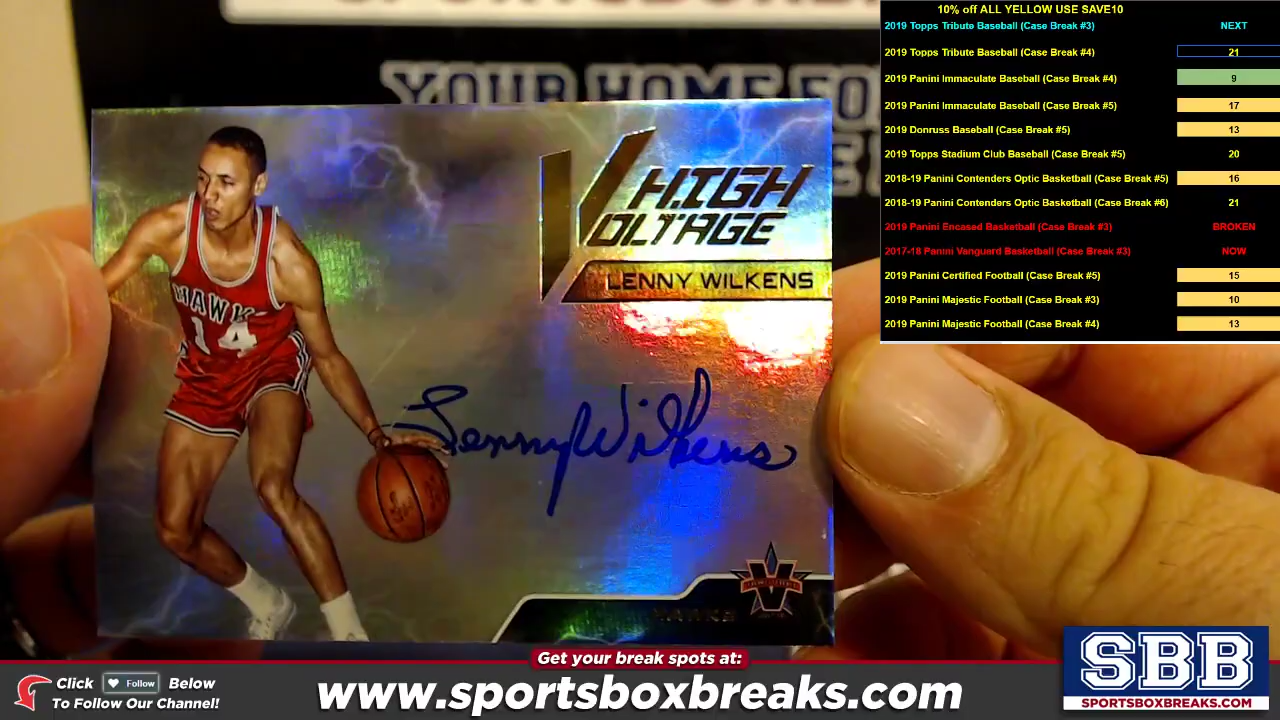 10% off ALL YELLOW USE SAVE10
2019 Topps Tribute Baseball (Case Break #3) NEXT
2019 Topps Tribute Baseball (Case Break #4) 21
2019 Panini Immaculate Baseball (Case Break #4) 9
2019 Panini Immaculate Baseball (Case Break #5) 17
2019 Donruss Baseball (Case Break #5) 13
2019 Topps Stadium Club Baseball (Case Break #5) 20
2018-19 Panini Contenders Optic Basketball (Case Break #5) 16
2018-19 Panini Contenders Optic Basketball (Case Break #6) 21
2019 Panini Encased Basketball (Case Break #3) BROKEN
2017-18 Panini Vanguard Basketball (Case Break #3) NOW
2019 Panini Certified Football (Case Break #5) 15
2019 Panini Majestic Football (Case Break #3) 10
2019 Panini Majestic Football (Case Break #4) 13
YOUR HOME FOR
HIGH
VOLTAGE
LENNY WILKENS
HAWK
14
Lenny Wilkens
V
HAWKS
Get your break spots at:
Click Follow Below
To Follow Our Channel!
www.sportsboxbreaks.com
SBB
SPORTSBOXBREAKS.COM